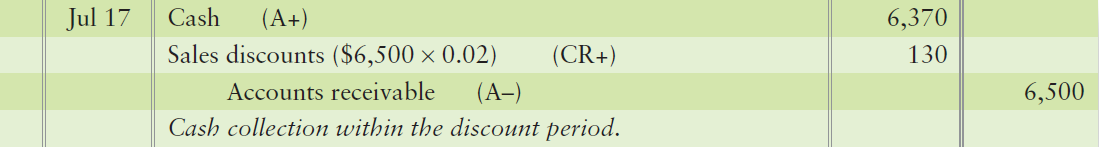 Jul 17 Cash (A+) 6,370
Sales discounts ($6,500 × 0.02) (CR+) 130
Accounts receivable (A–) 6,500
Cash collection within the discount period.